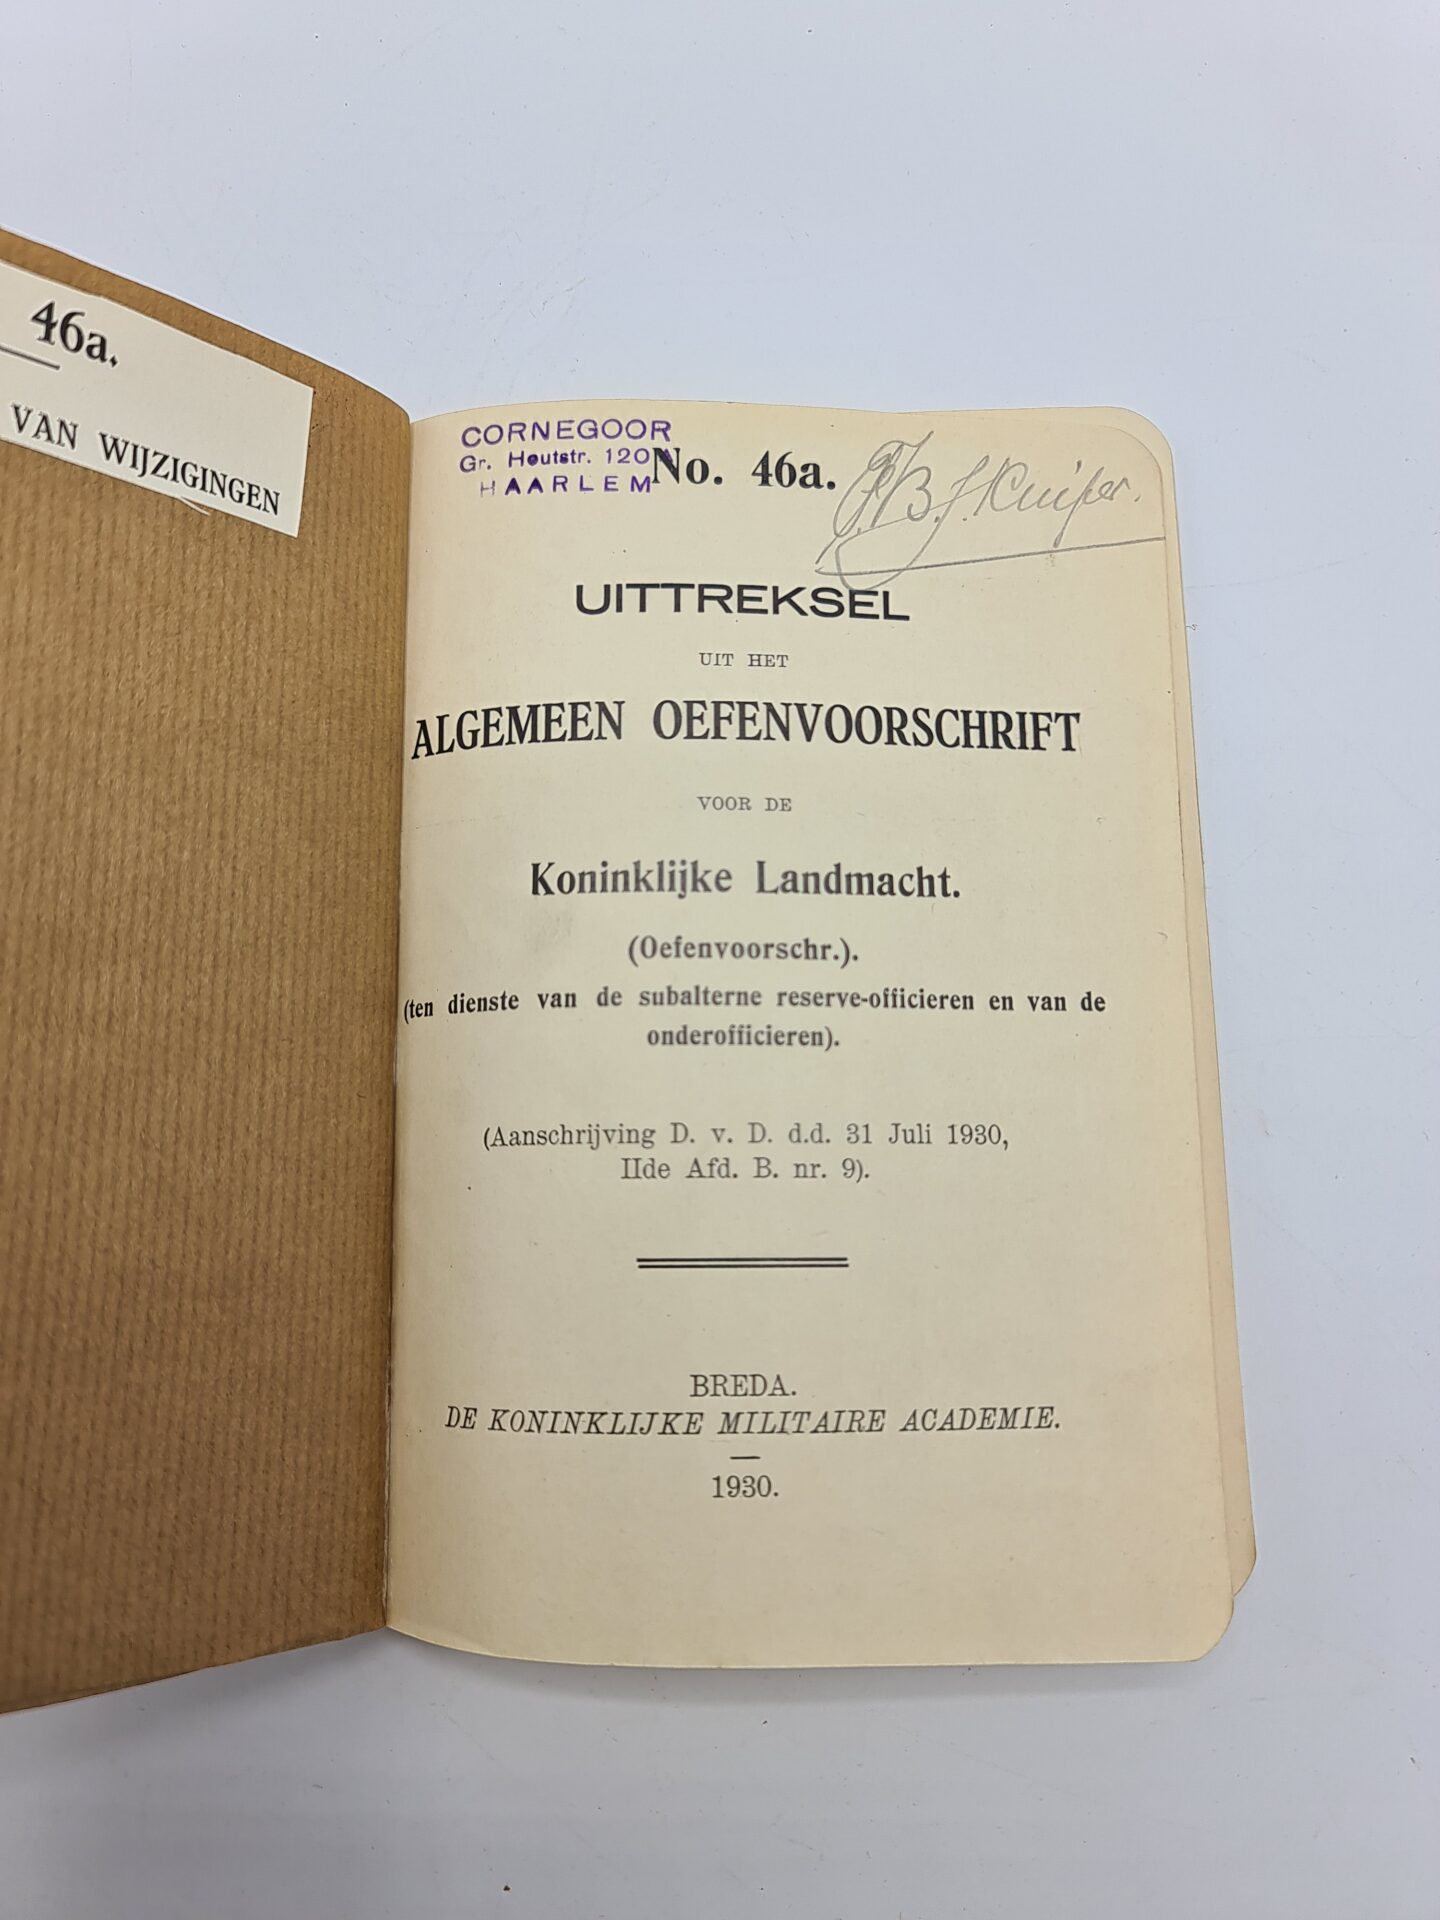 46a.
VAN WIJZIGINGEN
CORNEGOOR
Gr. Houtstr. 120
HAARLEM
No. 46a.
Kuiper.
UITTREKSEL
UIT HET
ALGEMEEN OEFENVOORSCHRIFT
VOOR DE
Koninklijke Landmacht.
(Oefenvoorschr.).
(ten dienste van de subalterne reserve-officieren en van de
onderofficieren).
(Aanschrijving D. v. D. d.d. 31 Juli 1930,
IIde Afd. B. nr. 9).
BREDA.
DE KONINKLIJKE MILITAIRE ACADEMIE.
1930.